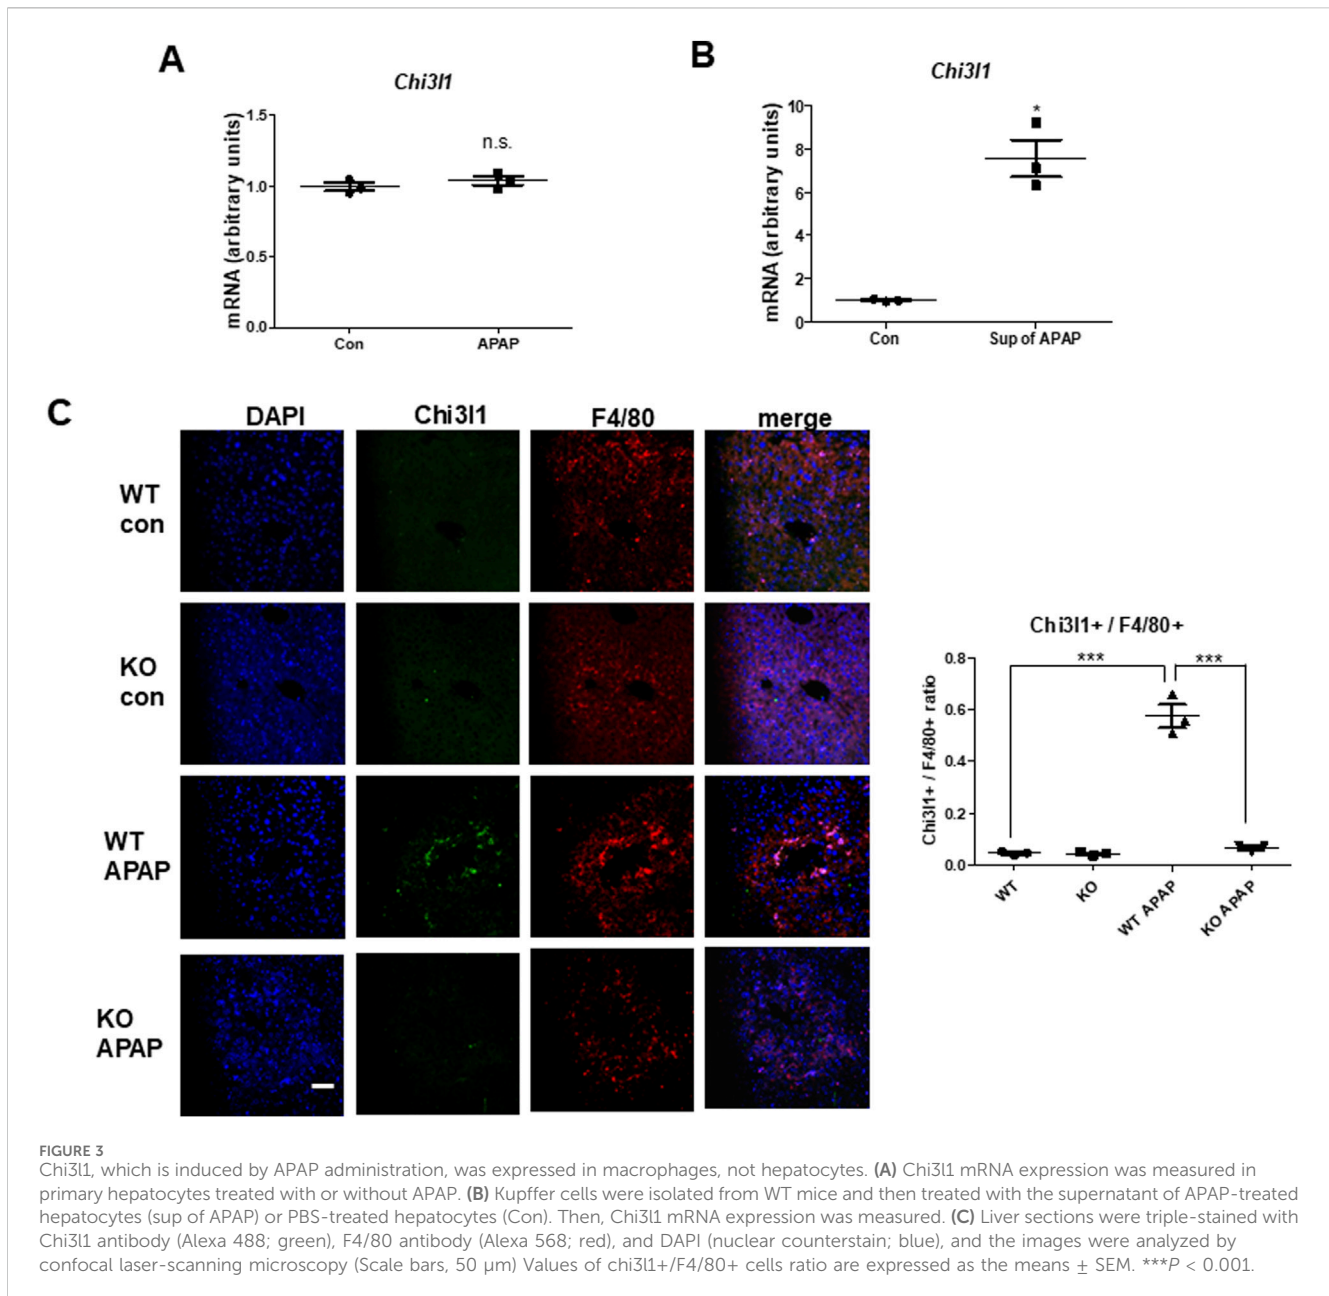 A
Chi3l1
mRNA (arbitrary units)
1.5
1.0
0.5
0.0
n.s.
Con
APAP
B
Chi3l1
mRNA (arbitrary units)
10
8
6
4
2
0
*
Con
Sup of APAP
C
DAPI
Chi3l1
F4/80
merge
WT
con
KO
con
WT
APAP
KO
APAP
Chi3l1+ / F4/80+
Chi3l1+ / F4/80+ ratio
0.8
0.6
0.4
0.2
0.0
***
***
WT
KO
WT APAP
KO APAP
FIGURE 3
Chi3l1, which is induced by APAP administration, was expressed in macrophages, not hepatocytes. (A) Chi3l1 mRNA expression was measured in
primary hepatocytes treated with or without APAP. (B) Kupffer cells were isolated from WT mice and then treated with the supernatant of APAP-treated
hepatocytes (sup of APAP) or PBS-treated hepatocytes (Con). Then, Chi3l1 mRNA expression was measured. (C) Liver sections were triple-stained with
Chi3l1 antibody (Alexa 488; green), F4/80 antibody (Alexa 568; red), and DAPI (nuclear counterstain; blue), and the images were analyzed by
confocal laser-scanning microscopy (Scale bars, 50 μm) Values of chi3l1+/F4/80+ cells ratio are expressed as the means ± SEM. ***P < 0.001.